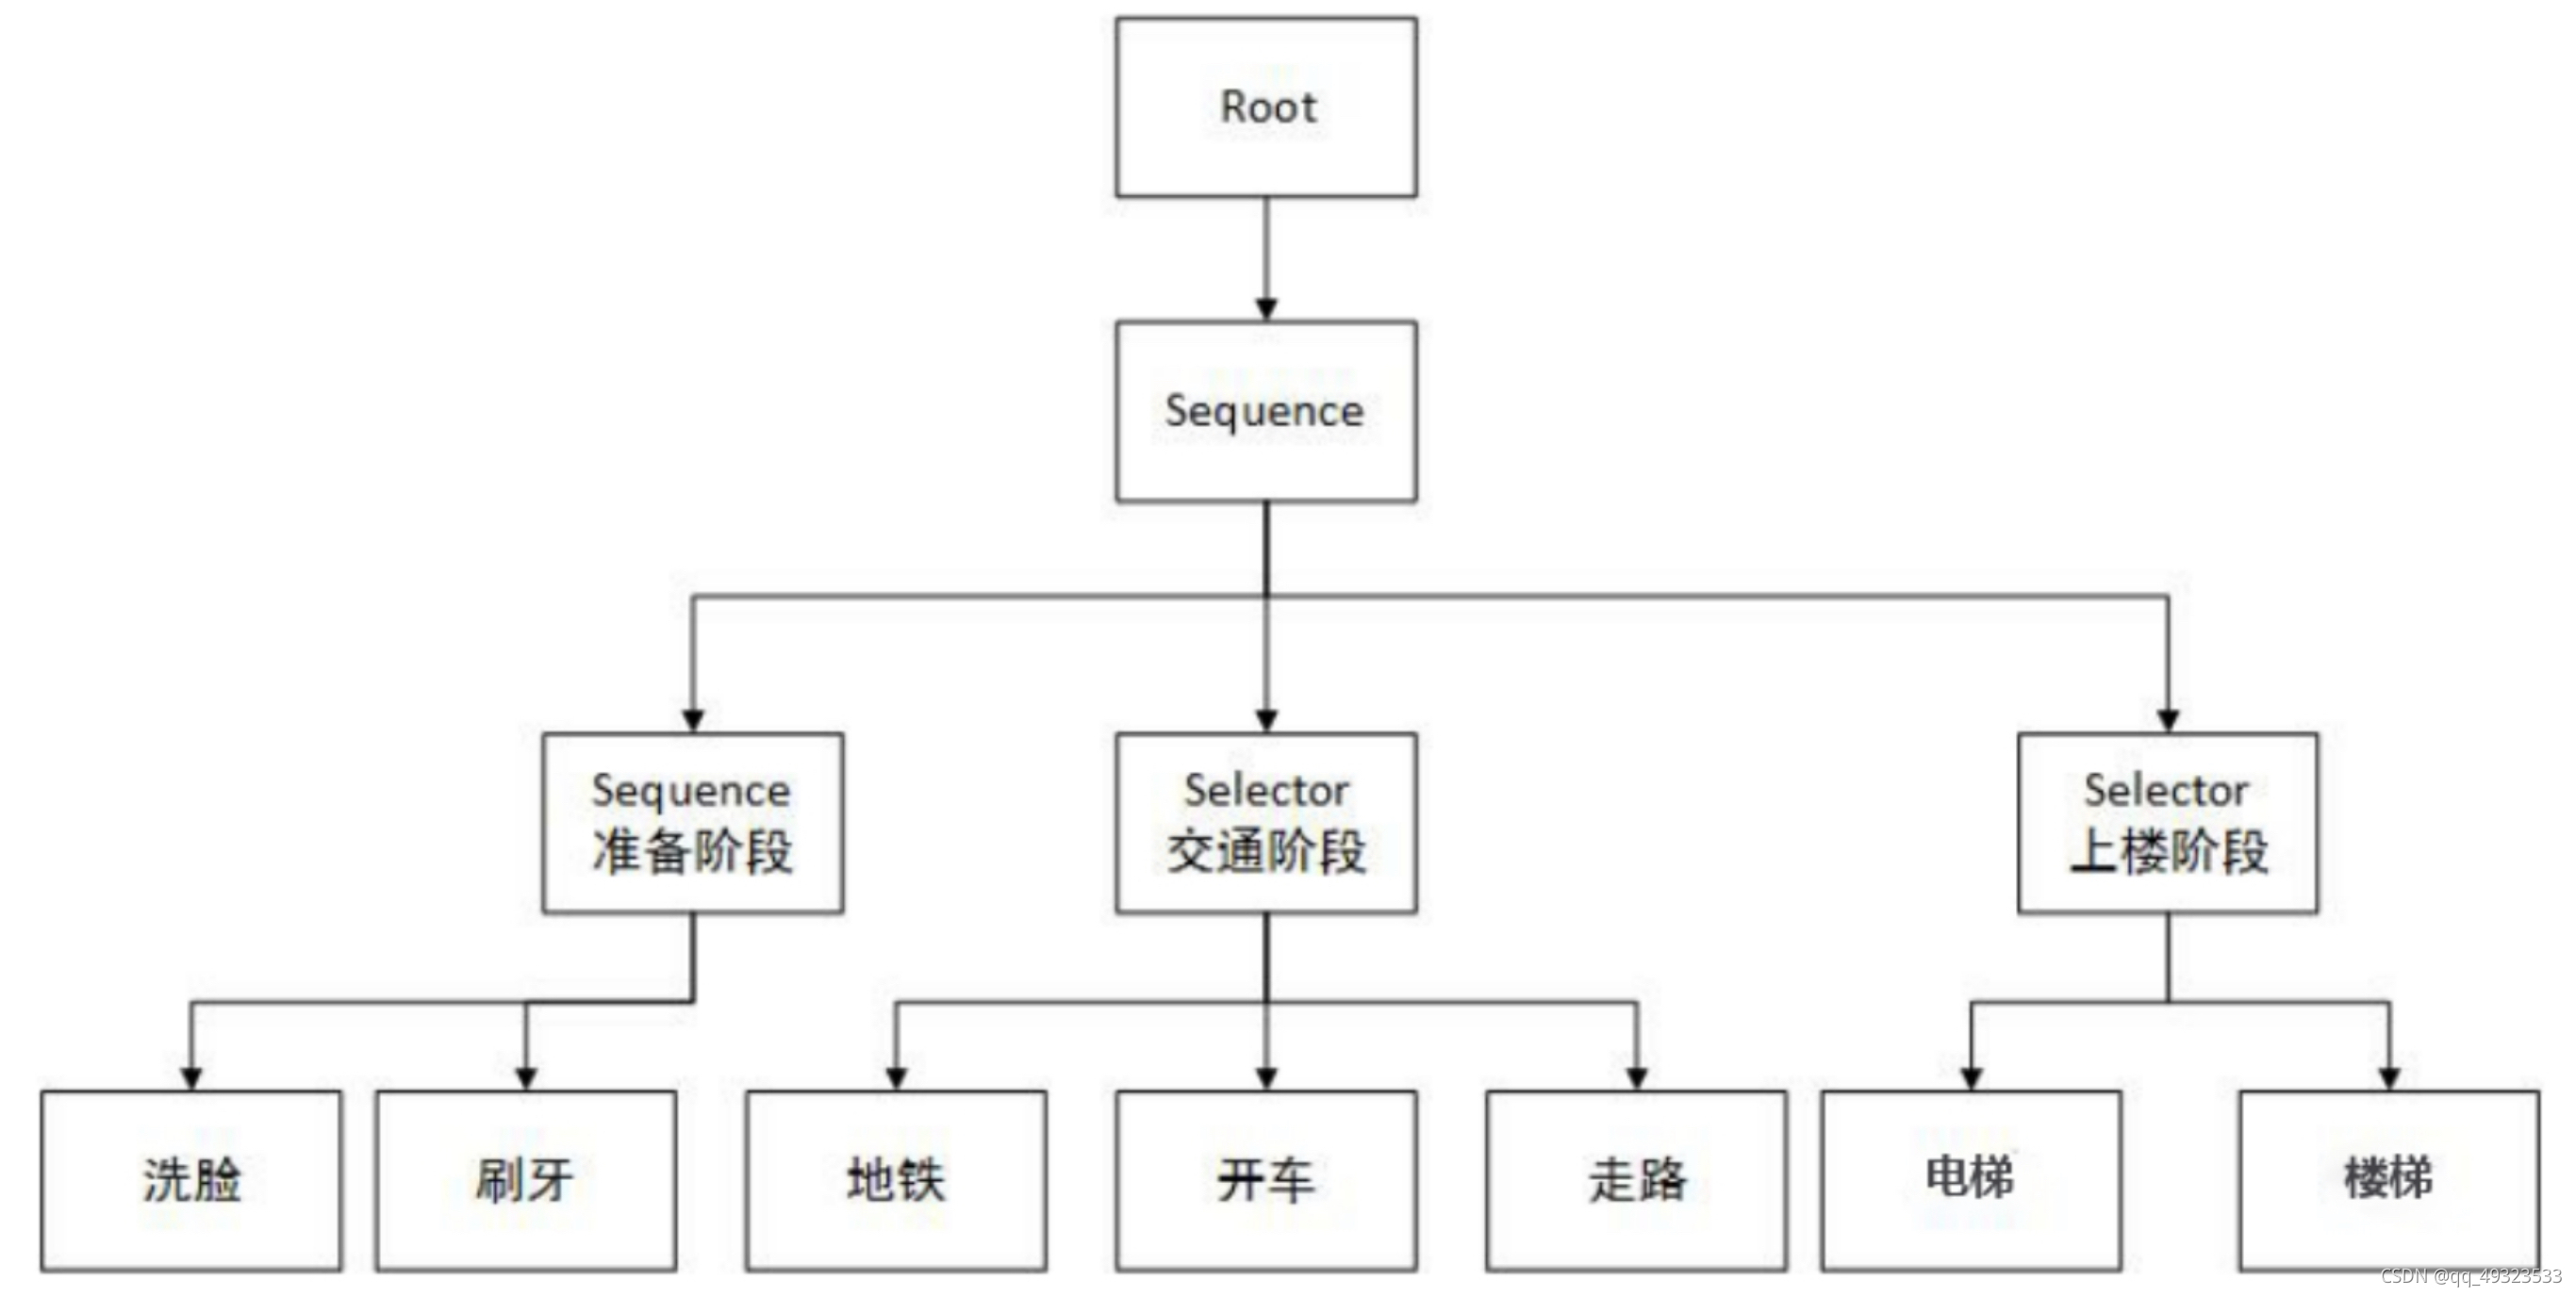 Root
Sequence
Sequence
准备阶段
Selector
交通阶段
Selector
上楼阶段
洗脸
刷牙
地铁
开车
走路
电梯
楼梯
CSDN @qq_49323533